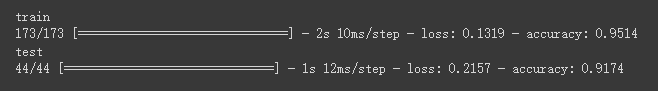 train
173/173 [==============================] - 2s 10ms/step - loss: 0.1319 - accuracy: 0.9514
test
44/44 [==============================] - 1s 12ms/step - loss: 0.2157 - accuracy: 0.9174